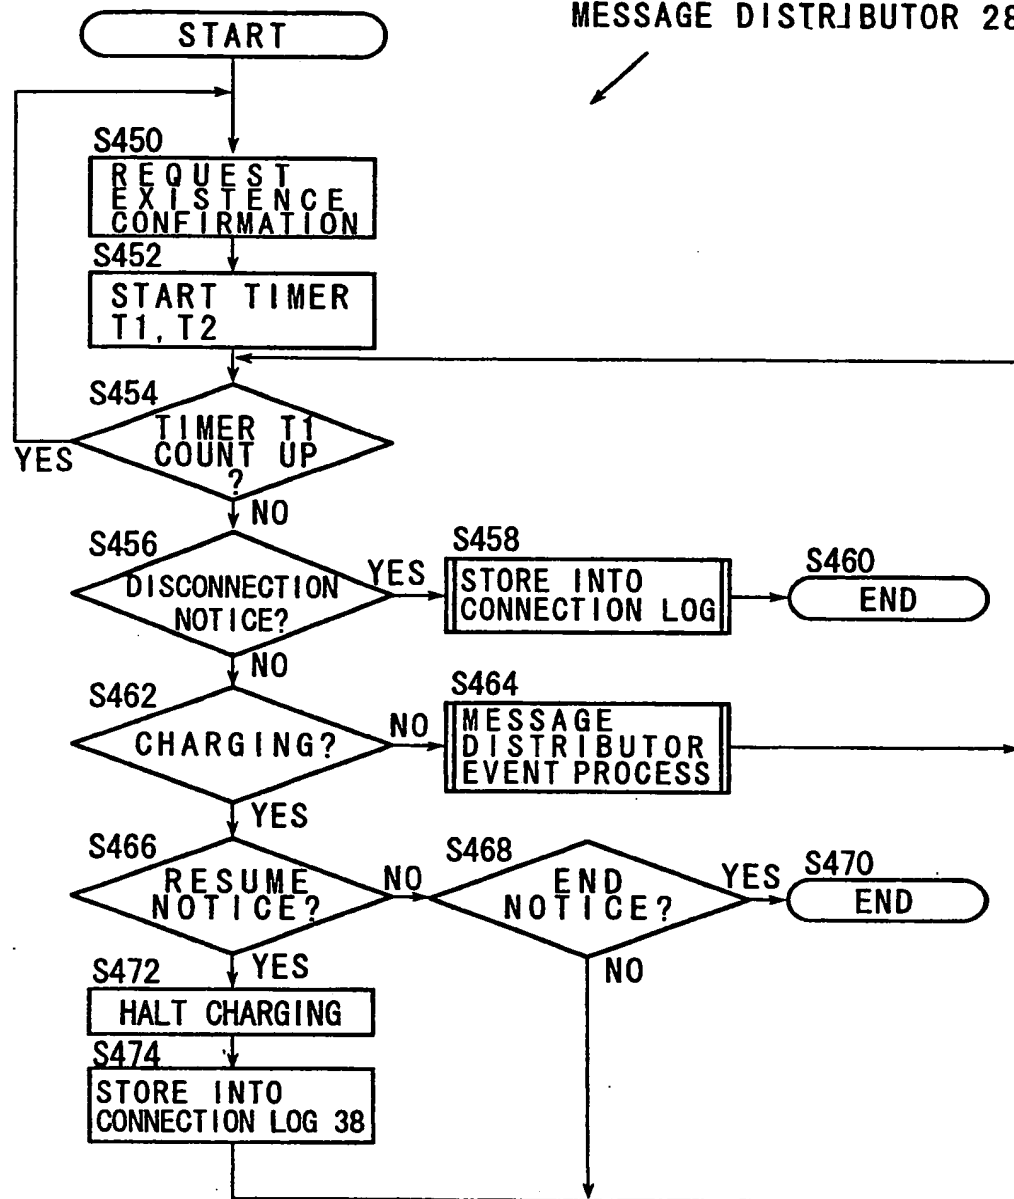 MESSAGE DISTRIBUTOR 28
START
S450
REQUEST
EXISTENCE
CONFIRMATION
S452
START TIMER
T1, T2
S454
TIMER T1
COUNT UP
?
YES
NO
S456
DISCONNECTION
NOTICE?
YES
S458
STORE INTO
CONNECTION LOG
S460
END
NO
S462
CHARGING?
NO
S464
MESSAGE
DISTRIBUTOR
EVENT PROCESS
YES
S466
RESUME
NOTICE?
NO
S468
END
NOTICE?
YES
S470
END
YES
NO
S472
HALT CHARGING
S474
STORE INTO
CONNECTION LOG 38